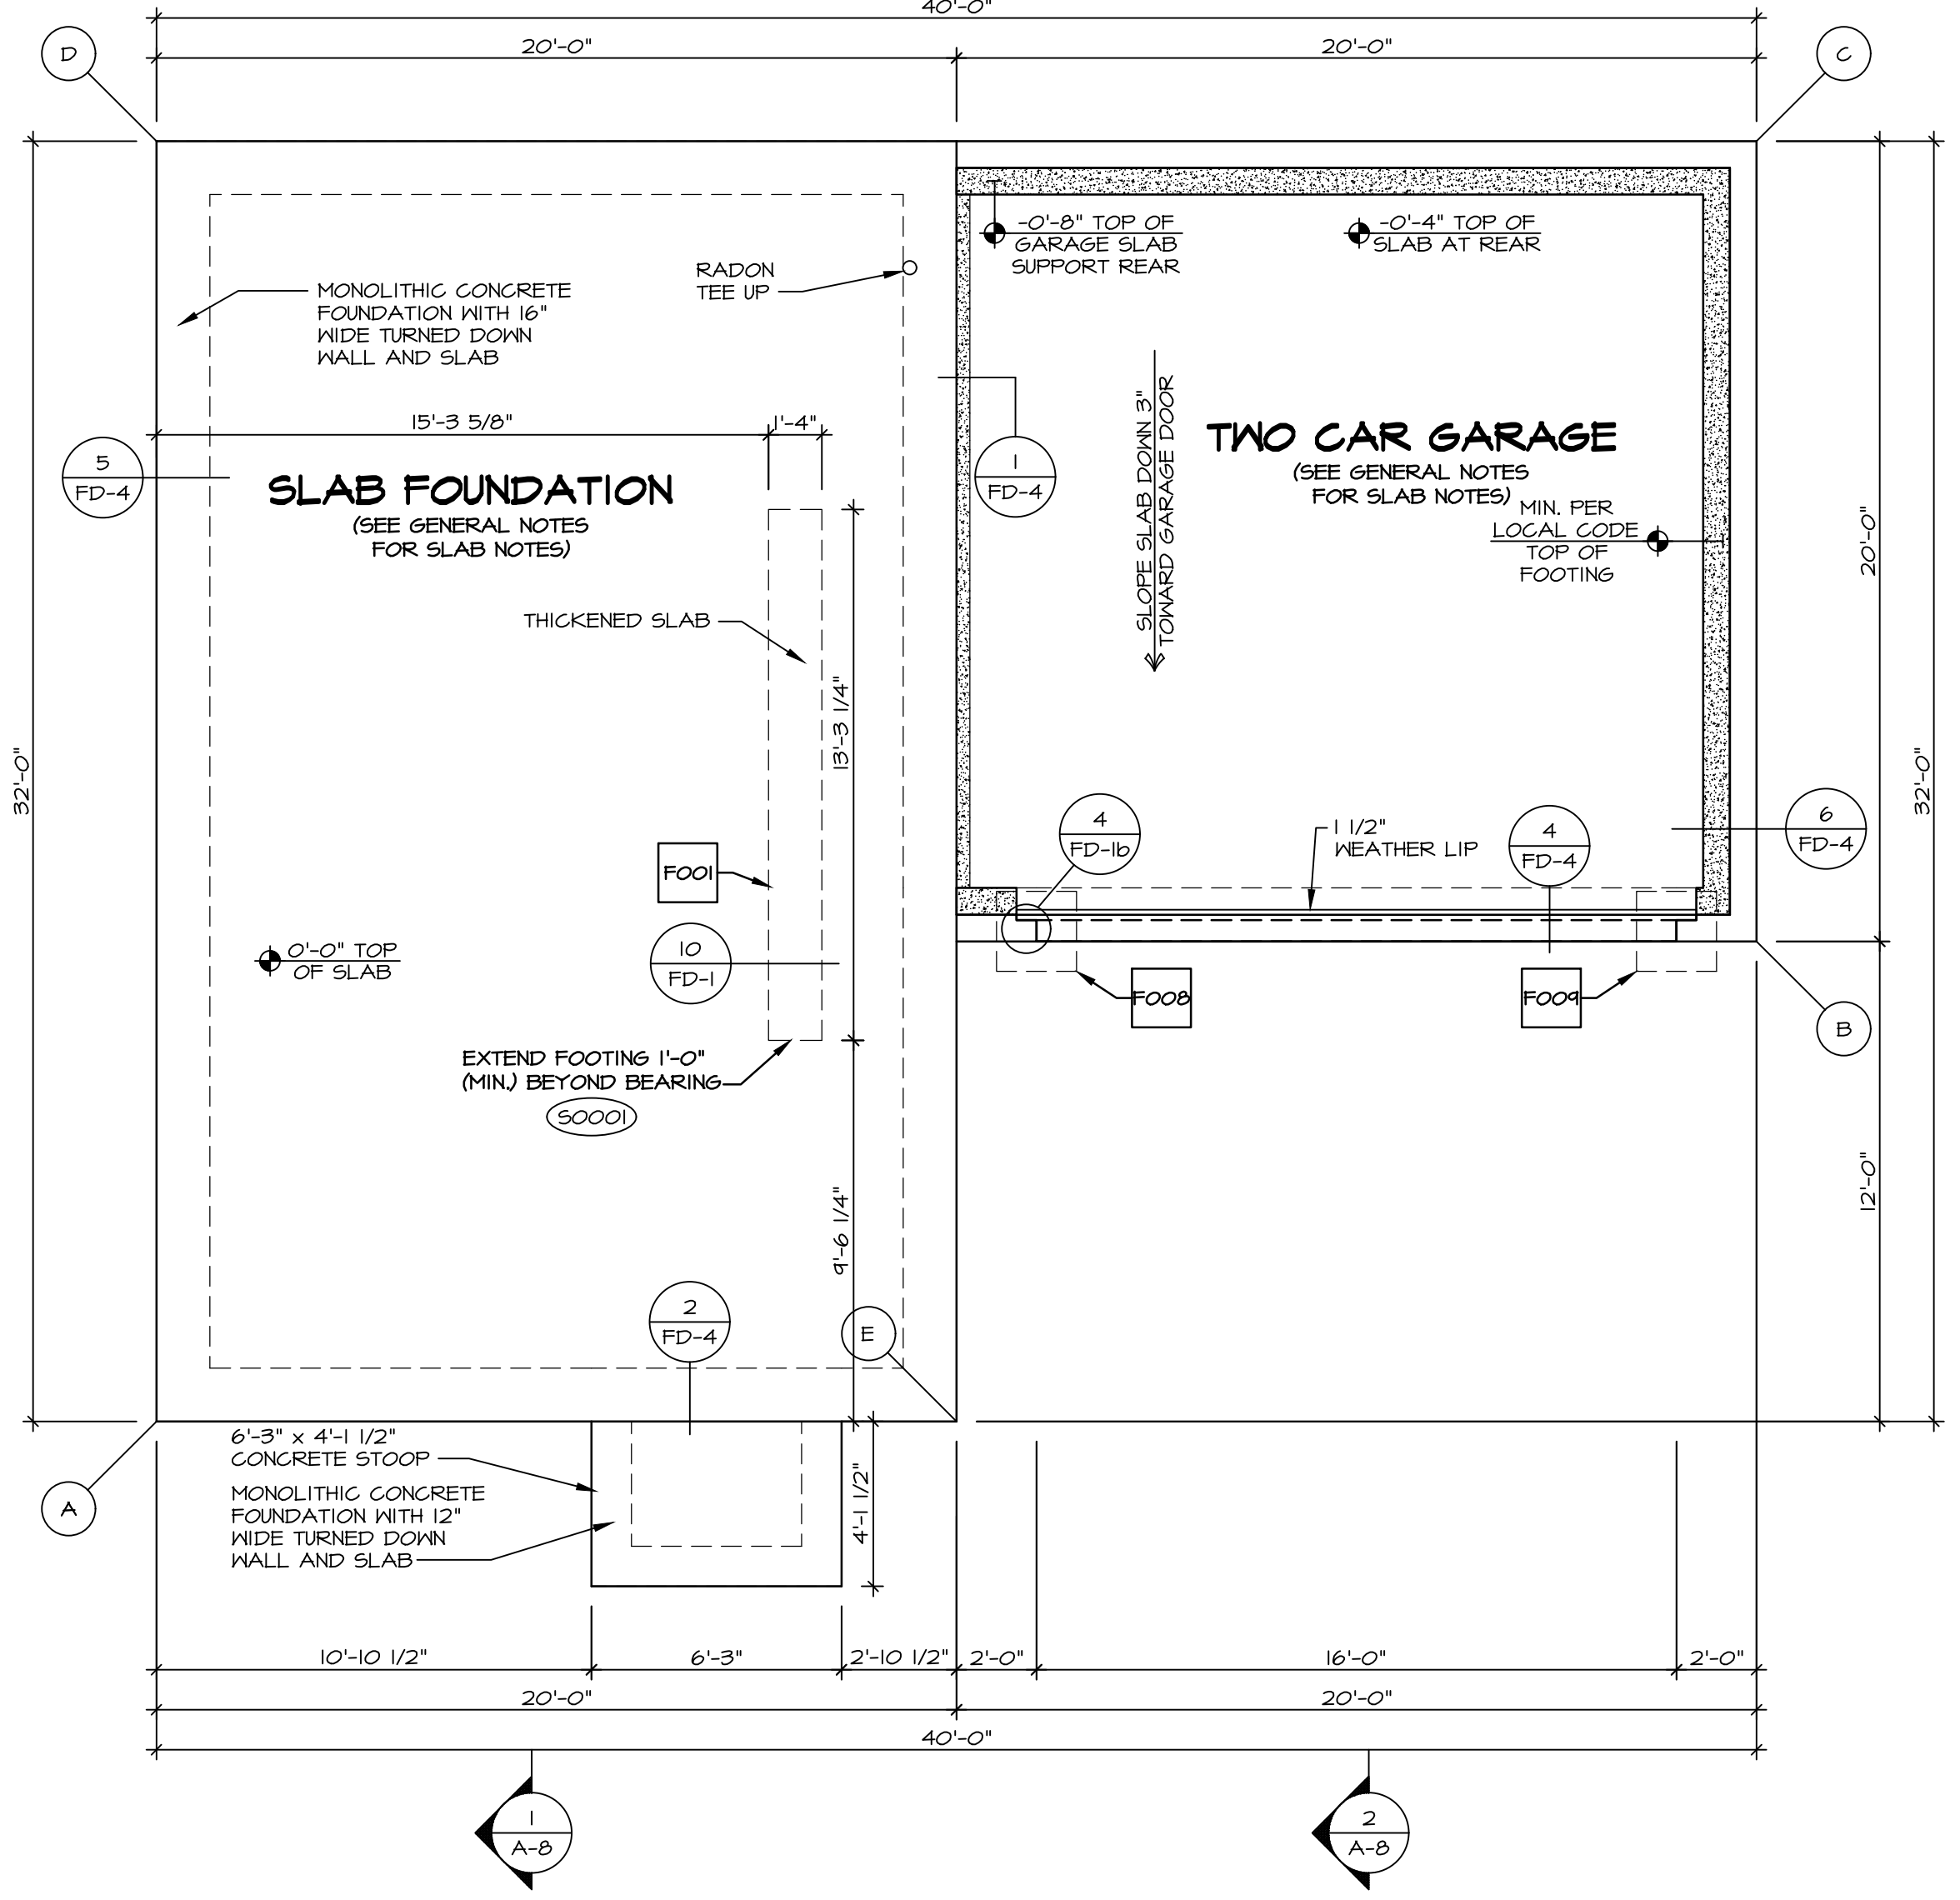 40'-0"
20'-0"
20'-0"
D
C
-0'-8" TOP OF
GARAGE SLAB
SUPPORT REAR
-0'-4" TOP OF
SLAB AT REAR
RADON
TEE UP
MONOLITHIC CONCRETE
FOUNDATION WITH 16"
WIDE TURNED DOWN
WALL AND SLAB
15'-3 5/8"
1'-4"
5
FD-4
SLAB FOUNDATION
(SEE GENERAL NOTES
FOR SLAB NOTES)
1
FD-4
SLOPE SLAB DOWN 3"
TOWARD GARAGE DOOR
TWO CAR GARAGE
(SEE GENERAL NOTES
FOR SLAB NOTES)
MIN. PER
LOCAL CODE
TOP OF
FOOTING
20'-0"
THICKENED SLAB
13'-3 1/4"
32'-0"
32'-0"
4
FD-1b
1 1/2"
WEATHER LIP
4
FD-4
6
FD-4
F001
10
FD-1
0'-0" TOP
OF SLAB
F008
F009
B
EXTEND FOOTING 1'-0"
(MIN.) BEYOND BEARING
S0001
12'-0"
9'-6 1/4"
2
FD-4
E
6'-3" x 4'-1 1/2"
CONCRETE STOOP
MONOLITHIC CONCRETE
FOUNDATION WITH 12"
WIDE TURNED DOWN
WALL AND SLAB
A
4'-1 1/2"
10'-10 1/2"
6'-3"
2'-10 1/2"
2'-0"
16'-0"
2'-0"
20'-0"
20'-0"
40'-0"
1
A-8
2
A-8